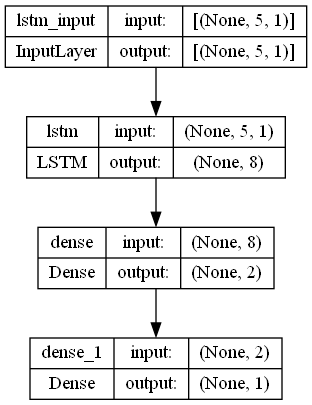 lstm_input input: [(None, 5, 1)]
InputLayer output: [(None, 5, 1)]
lstm input: (None, 5, 1)
LSTM output: (None, 8)
dense input: (None, 8)
Dense output: (None, 2)
dense_1 input: (None, 2)
Dense output: (None, 1)